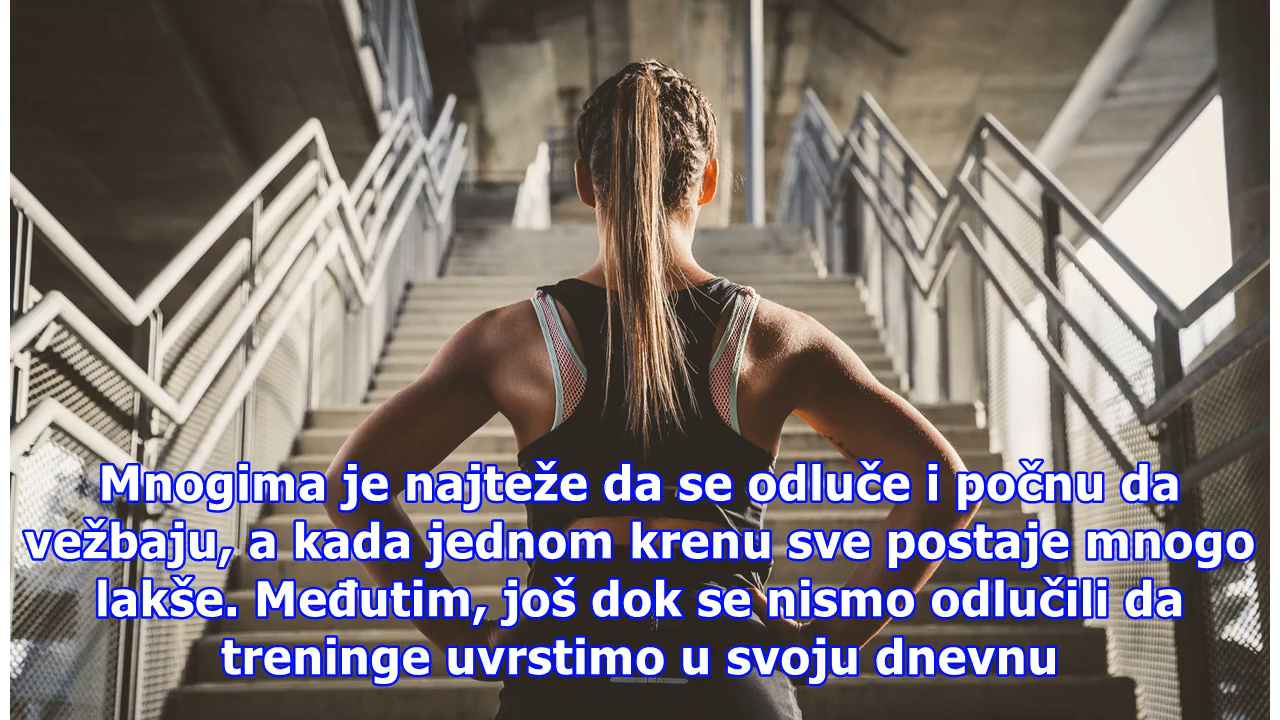 Mnogima je najteže da se odluče i počnu da
vežbaju, a kada jednom krenu sve postaje mnogo
lakše. Međutim, još dok se nismo odlučili da
treninge uvrstimo u svoju dnevnu